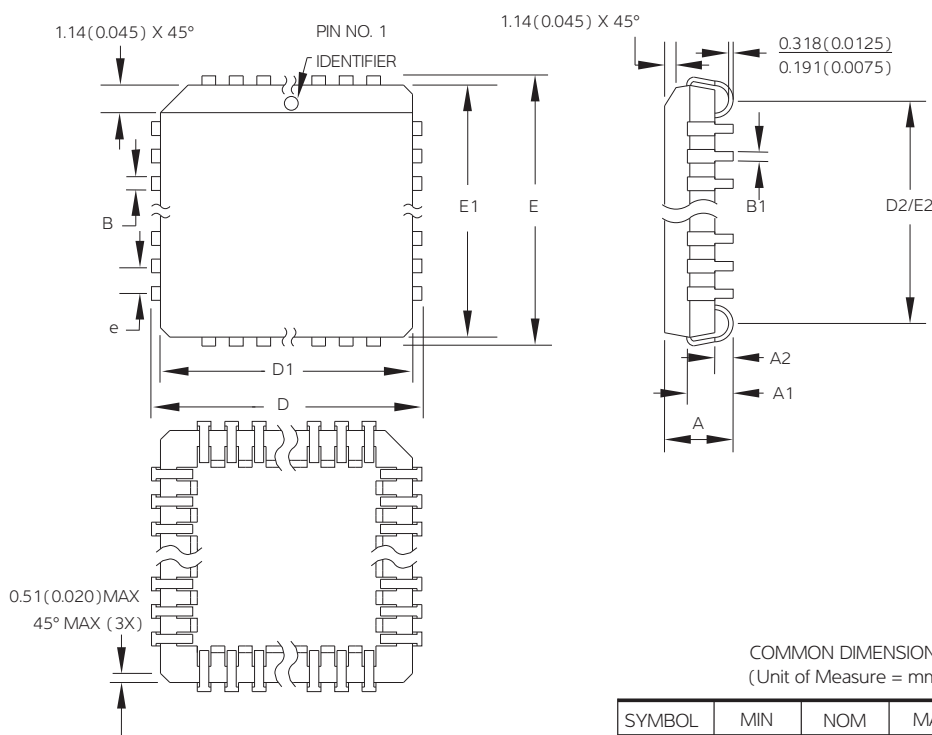 1.14(0.045) X 45°
PIN NO. 1
IDENTIFIER
1.14(0.045) X 45°
0.318(0.0125)
0.191(0.0075)
B
E1
E
B1
D2/E2
e
D1
D
A2
A1
A
0.51(0.020)MAX
45° MAX (3X)
COMMON DIMENSION
(Unit of Measure = mm
SYMBOL MIN NOM MA